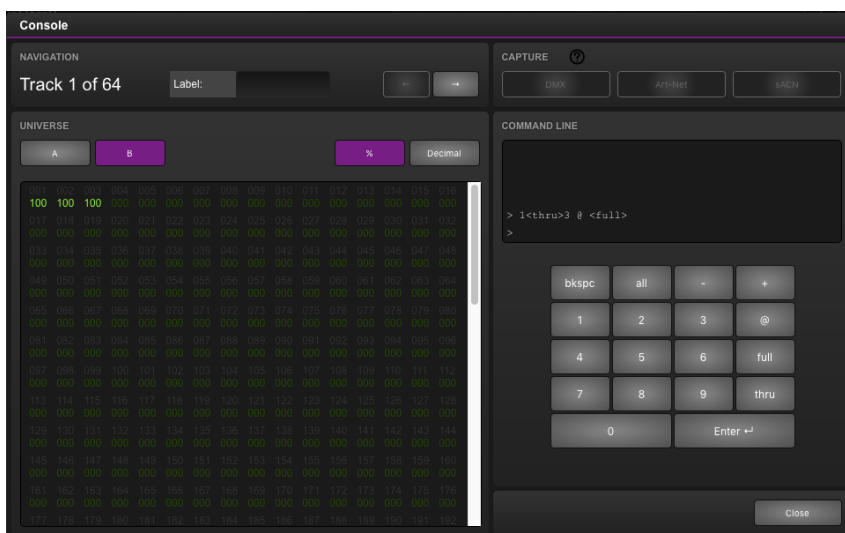 Console
NAVIGATION
Track 1 of 64
Label:
←
→
CAPTURE ?
DMX
Art-Net
sACN
UNIVERSE
A
B
%
Decimal
001 002 003 004 005 006 007 008 009 010 011 012 013 014 015 016
100 100 100 000 000 000 000 000 000 000 000 000 000 000 000 000
017 018 019 020 021 022 023 024 025 026 027 028 029 030 031 032
000 000 000 000 000 000 000 000 000 000 000 000 000 000 000 000
033 034 035 036 037 038 039 040 041 042 043 044 045 046 047 048
000 000 000 000 000 000 000 000 000 000 000 000 000 000 000 000
049 050 051 052 053 054 055 056 057 058 059 060 061 062 063 064
000 000 000 000 000 000 000 000 000 000 000 000 000 000 000 000
065 066 067 068 069 070 071 072 073 074 075 076 077 078 079 080
000 000 000 000 000 000 000 000 000 000 000 000 000 000 000 000
081 082 083 084 085 086 087 088 089 090 091 092 093 094 095 096
000 000 000 000 000 000 000 000 000 000 000 000 000 000 000 000
097 098 099 100 101 102 103 104 105 106 107 108 109 110 111 112
000 000 000 000 000 000 000 000 000 000 000 000 000 000 000 000
113 114 115 116 117 118 119 120 121 122 123 124 125 126 127 128
000 000 000 000 000 000 000 000 000 000 000 000 000 000 000 000
129 130 131 132 133 134 135 136 137 138 139 140 141 142 143 144
000 000 000 000 000 000 000 000 000 000 000 000 000 000 000 000
145 146 147 148 149 150 151 152 153 154 155 156 157 158 159 160
000 000 000 000 000 000 000 000 000 000 000 000 000 000 000 000
161 162 163 164 165 166 167 168 169 170 171 172 173 174 175 176
000 000 000 000 000 000 000 000 000 000 000 000 000 000 000 000
177 178 179 180 181 182 183 184 185 186 187 188 189 190 191 192
COMMAND LINE
> 1<thru>3 @ <full>
>
bkspc all - +
1 2 3 @
4 5 6 full
7 8 9 thru
0 Enter ↵
Close